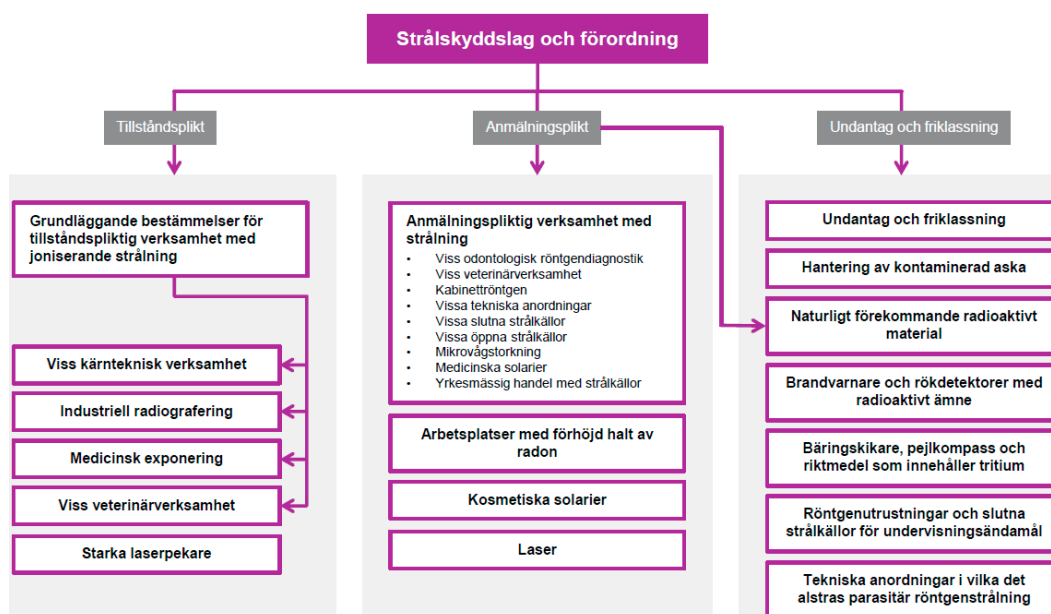 Strålskyddslag och förordning
Tillståndsplikt
Anmälningsplikt
Undantag och friklassning
Grundläggande bestämmelser för
tillståndspliktig verksamhet med
joniserande strålning
Viss kärnteknisk verksamhet
Industriell radiografering
Medicinsk exponering
Viss veterinärverksamhet
Starka laserpekare
Anmälningspliktig verksamhet med
strålning
• Viss odontologisk röntgendiagnostik
• Viss veterinärverksamhet
• Kabinettröntgen
• Vissa tekniska anordningar
• Vissa slutna strålkällor
• Vissa öppna strålkällor
• Mikrovågstorkning
• Medicinska solarier
• Yrkesmässig handel med strålkällor
Arbetsplatser med förhöjd halt av
radon
Kosmetiska solarier
Laser
Undantag och friklassning
Hantering av kontaminerad aska
Naturligt förekommande radioaktivt
material
Brandvarnare och rökdetektorer med
radioaktivt ämne
Bäringskikare, pejlkompass och
riktmedel som innehåller tritium
Röntgenutrustningar och slutna
strålkällor för undervisningsändamål
Tekniska anordningar i vilka det
alstras parasitär röntgenstrålning